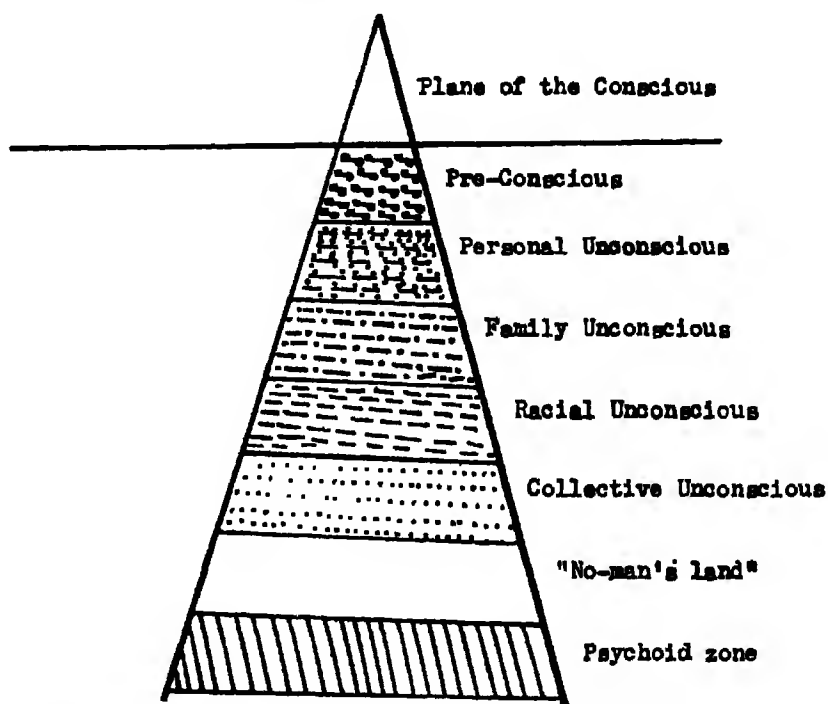 Plane of the Conscious
Pre-Conscious
Personal Unconscious
Family Unconscious
Racial Unconscious
Collective Unconscious
"No-man's land"
Psychoid zone